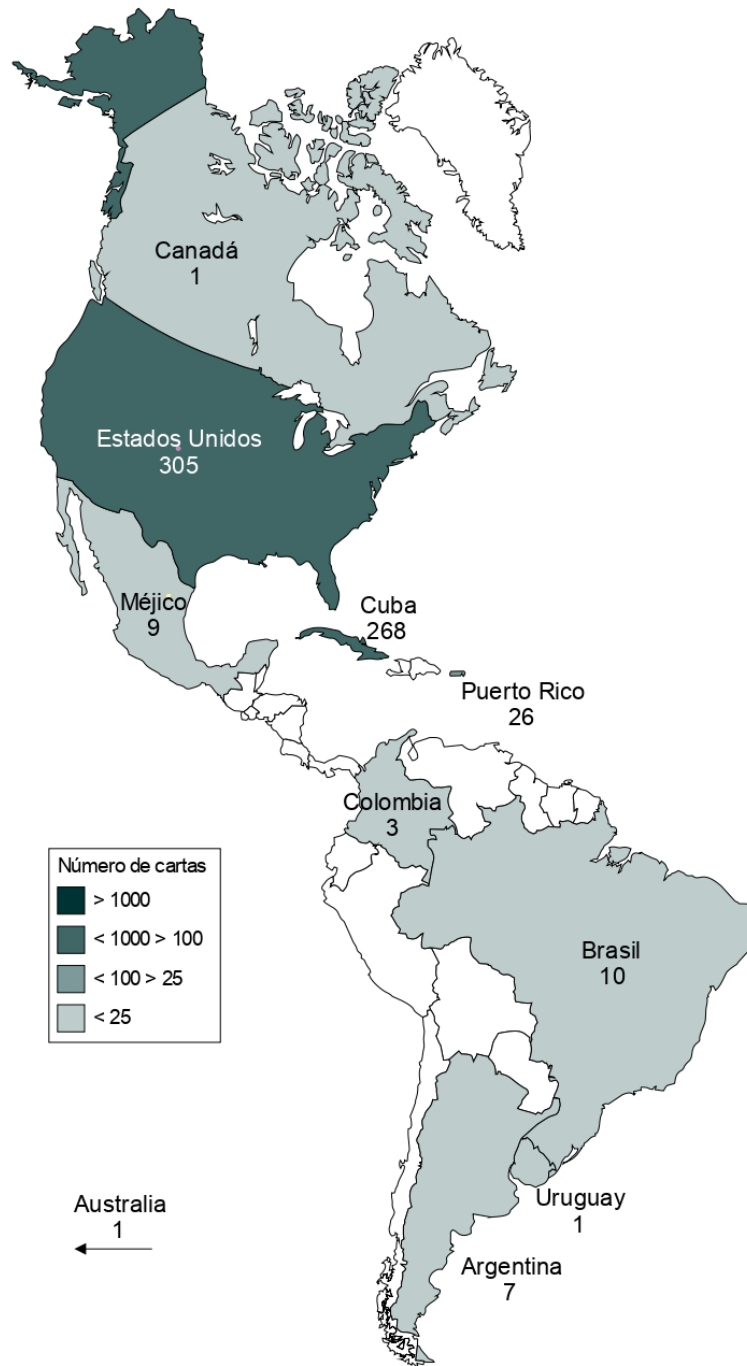 Canadá
1
Estados Unidos
305
Méjico
9
Cuba
268
Puerto Rico
26
Colombia
3
Número de cartas
> 1000
< 1000 > 100
< 100 > 25
< 25
Brasil
10
Australia
1
Uruguay
1
Argentina
7